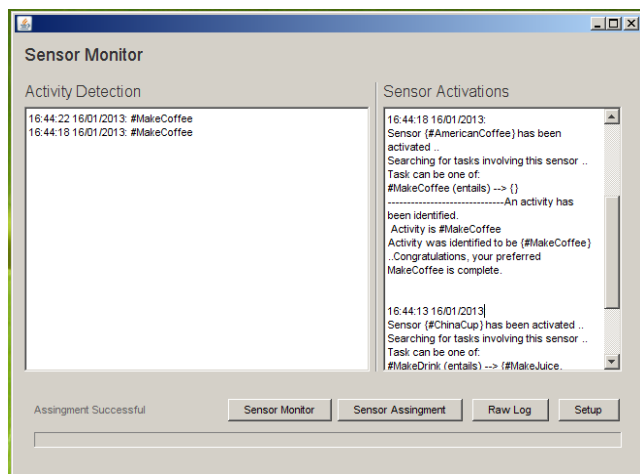 Sensor Monitor
Activity Detection
16:44:22 16/01/2013: #MakeCoffee
16:44:18 16/01/2013: #MakeCoffee
Sensor Activations
16:44:18 16/01/2013:
Sensor {#AmericanCoffee} has been
activated ..
Searching for tasks involving this sensor ..
Task can be one of:
#MakeCoffee (entails) --> {}
------------------------------An activity has
been identified.
Activity is #MakeCoffee
Activity was identified to be {#MakeCoffee}
..Congratulations, your preferred
MakeCoffee is complete.
16:44:13 16/01/2013
Sensor {#ChinaCup} has been activated ..
Searching for tasks involving this sensor ..
Task can be one of:
#MakeDrink (entails) --> {#MakeJuice,
Assingment Successful
Sensor Monitor
Sensor Assingment
Raw Log
Setup